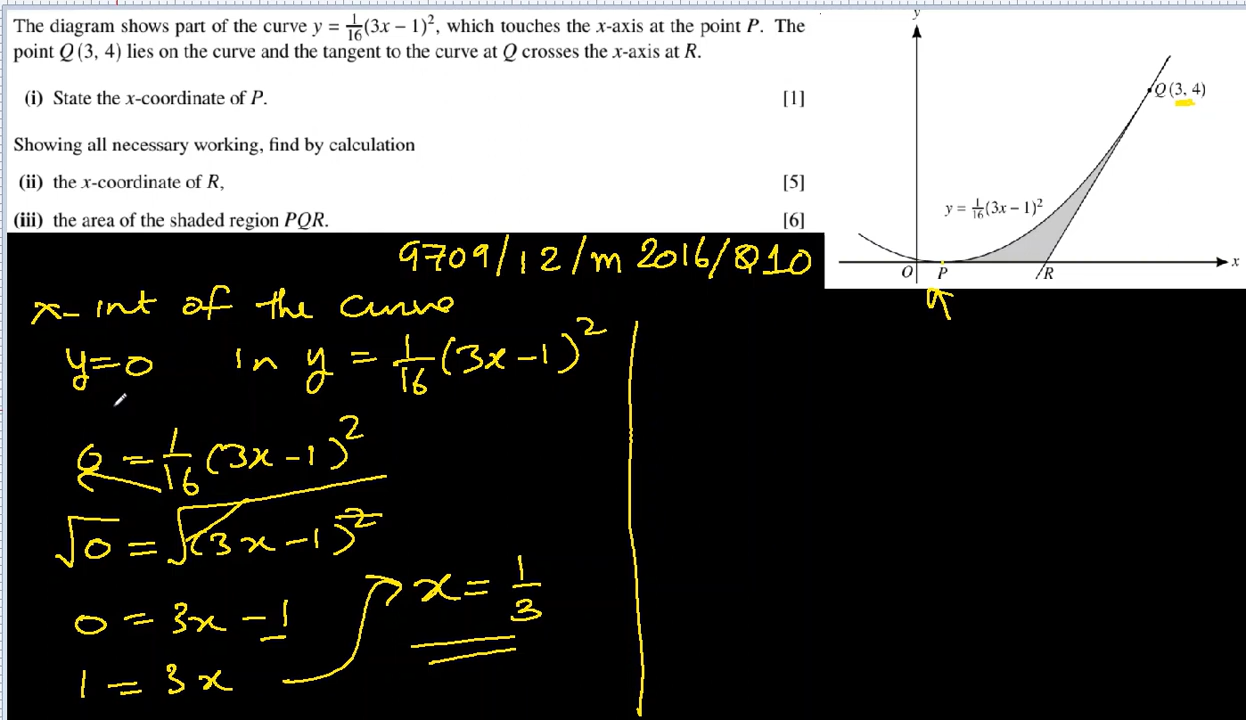 The diagram shows part of the curve y = 1/16(3x − 1)², which touches the x-axis at the point P. The
point Q (3, 4) lies on the curve and the tangent to the curve at Q crosses the x-axis at R.
(i) State the x-coordinate of P. [1]
Showing all necessary working, find by calculation
(ii) the x-coordinate of R, [5]
(iii) the area of the shaded region PQR. [6]
y
Q (3, 4)
y = 1/16(3x − 1)²
O P R x
9709/12/m 2016/Q10
x- int of the curve
y=0 in y = 1/16 (3x −1)²
0 = 1/16 (3x −1)²
√0 = √(3x −1)²
0 = 3x −1
1 = 3x
x = 1/3